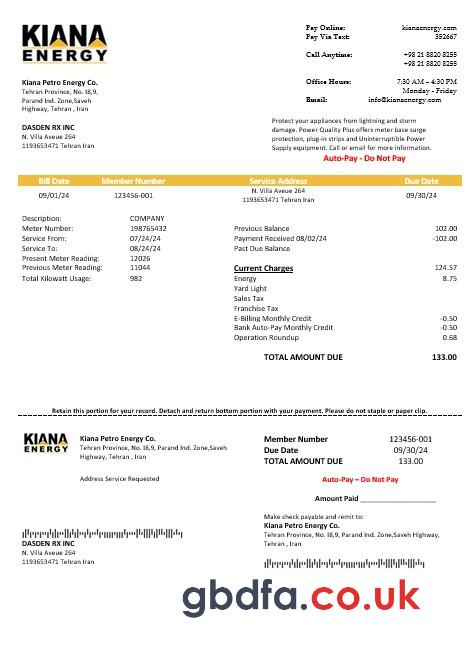 KIANA
ENERGY
Pay Online: kianaenergy.com
Pay Via Text: 352667
Call Anytime: +98 21 8820 8255
+98 21 8820 8255
Office Hours: 7:30 AM – 4:30 PM
Monday - Friday
Email: info@kianaenergy.com
Kiana Petro Energy Co.
Tehran Province, No. I8,9,
Parand Ind. Zone,Saveh
Highway, Tehran , Iran
DASDEN RX INC
N. Villa Aveue 264
1193653471 Tehran Iran
Protect your appliances from lightning and storm
damage. Power Quality Plus offers meter base surge
protection, plug-in strips and Uninterruptible Power
Supply equipment. Call or email for more information.
Auto-Pay - Do Not Pay
Bill Date Member Number Service Address Due Date
09/01/24 123456-001 N. Villa Aveue 264 09/30/24
1193653471 Tehran Iran
Description: COMPANY
Meter Number: 198765432
Service From: 07/24/24
Service To: 08/24/24
Present Meter Reading: 12026
Previous Meter Reading: 11044
Total Kilowatt Usage: 982
Previous Balance 102.00
Payment Received 08/02/24 -102.00
Past Due Balance
Current Charges 124.57
Energy 8.75
Yard Light
Sales Tax
Franchise Tax
E-Billing Monthly Credit -0.50
Bank Auto-Pay Monthly Credit -0.50
Operation Roundup 0.68
TOTAL AMOUNT DUE 133.00
Retain this portion for your record. Detach and return bottom portion with your payment. Please do not staple or paper clip.
KIANA
ENERGY
Kiana Petro Energy Co.
Tehran Province, No. I8,9, Parand Ind. Zone,Saveh
Highway, Tehran , Iran
Address Service Requested
Member Number 123456-001
Due Date 09/30/24
TOTAL AMOUNT DUE 133.00
Auto-Pay – Do Not Pay
Amount Paid ____________________
Make check payable and remit to:
Kiana Petro Energy Co.
Tehran Province, No. I8,9, Parand Ind. Zone,Saveh Highway,
Tehran , Iran
DASDEN RX INC
N. Villa Aveue 264
1193653471 Tehran Iran
gbdfa.co.uk